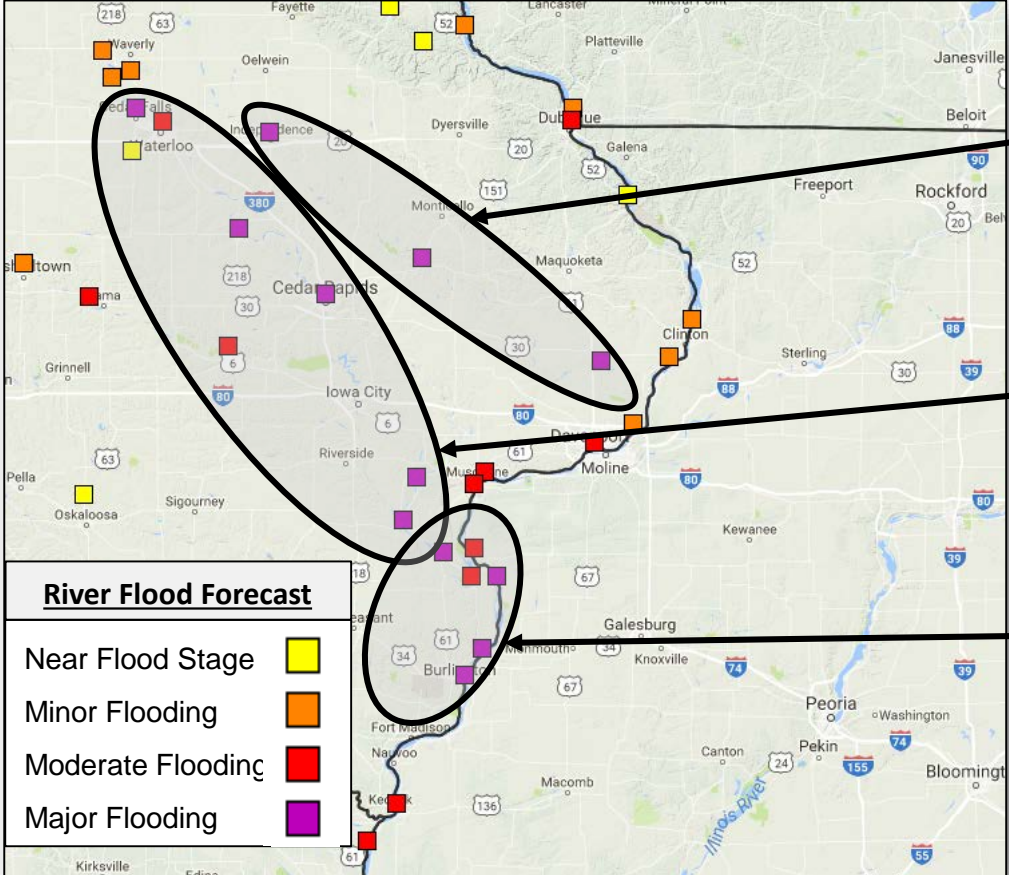 Fayette
Lancaster
218
63
52
Waverly
Platteville
Oelwein
Janesville
Cedar Falls
Dubuque
Beloit
Independence
Dyersville
Waterloo
20
20
Galena
90
52
151
Freeport
Rockford
380
Monticello
20
Maquoketa
52
218
Cedar Rapids
61
30
Clinton
88
30
Sterling
Grinnell
6
30
39
80
Iowa City
88
80
6
Davenport
63
Riverside
61
Moline
Pella
Muscatine
80
80
Sigourney
Oskaloosa
Kewanee
39
18
67
River Flood Forecast
easant
Galesburg
61
Monmouth
34
34
Knoxville
Near Flood Stage
Burlington
74
39
67
Minor Flooding
Peoria
Washington
Fort Madison
74
Nauvoo
Canton
Pekin
Moderate Flooding
24
155
Macomb
Bloomingt
Keokuk
136
Major Flooding
Illinois River
61
55
Kirksville